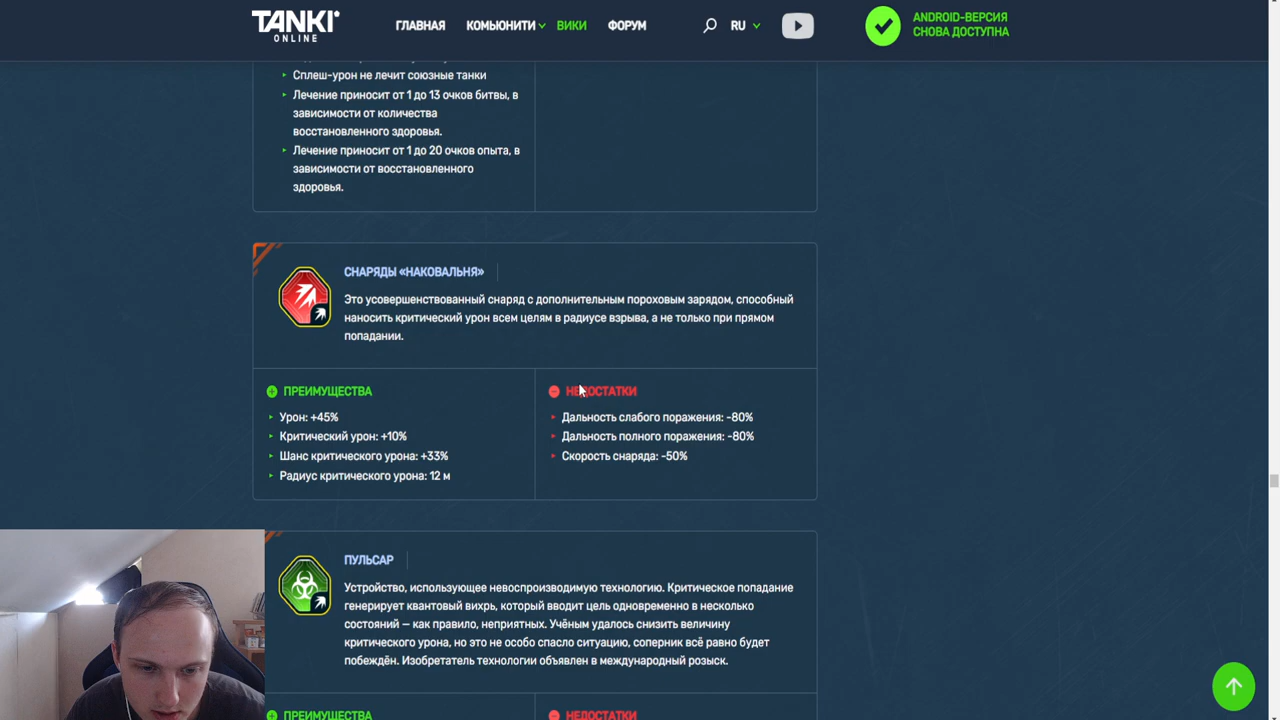 TANKI
ONLINE
ГЛАВНАЯ
КОМЬЮНИТИ
ВИКИ
ФОРУМ
RU
ANDROID-ВЕРСИЯ
СНОВА ДОСТУПНА
Сплеш-урон не лечит союзные танки
Лечение приносит от 1 до 13 очков битвы, в
зависимости от количества
восстановленного здоровья.
Лечение приносит от 1 до 20 очков опыта, в
зависимости от восстановленного
здоровья.
СНАРЯДЫ «НАКОВАЛЬНЯ»
Это усовершенствованный снаряд с дополнительным пороховым зарядом, способный
наносить критический урон всем целям в радиусе взрыва, а не только при прямом
попадании.
ПРЕИМУЩЕСТВА
Урон: +45%
Критический урон: +10%
Шанс критического урона: +33%
Радиус критического урона: 12 м
НЕДОСТАТКИ
Дальность слабого поражения: -80%
Дальность полного поражения: -80%
Скорость снаряда: -50%
ПУЛЬСАР
Устройство, использующее невоспроизводимую технологию. Критическое попадание
генерирует квантовый вихрь, который вводит цель одновременно в несколько
состояний — как правило, неприятных. Учёным удалось снизить величину
критического урона, но это не особо спасло ситуацию, соперник всё равно будет
побеждён. Изобретатель технологии объявлен в международный розыск.
ПРЕИМУЩЕСТВА
НЕДОСТАТКИ